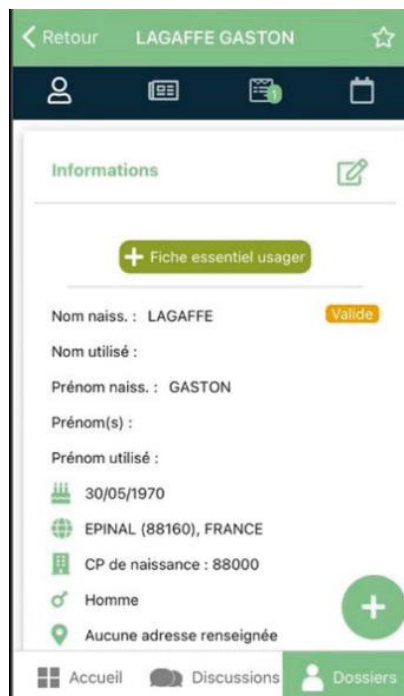 Retour LAGAFFE GASTON
1
Informations
+ Fiche essentiel usager
Nom naiss. : LAGAFFE Valide
Nom utilisé :
Prénom naiss. : GASTON
Prénom(s) :
Prénom utilisé :
30/05/1970
EPINAL (88160), FRANCE
CP de naissance : 88000
Homme
Aucune adresse renseignée
Accueil Discussions Dossiers